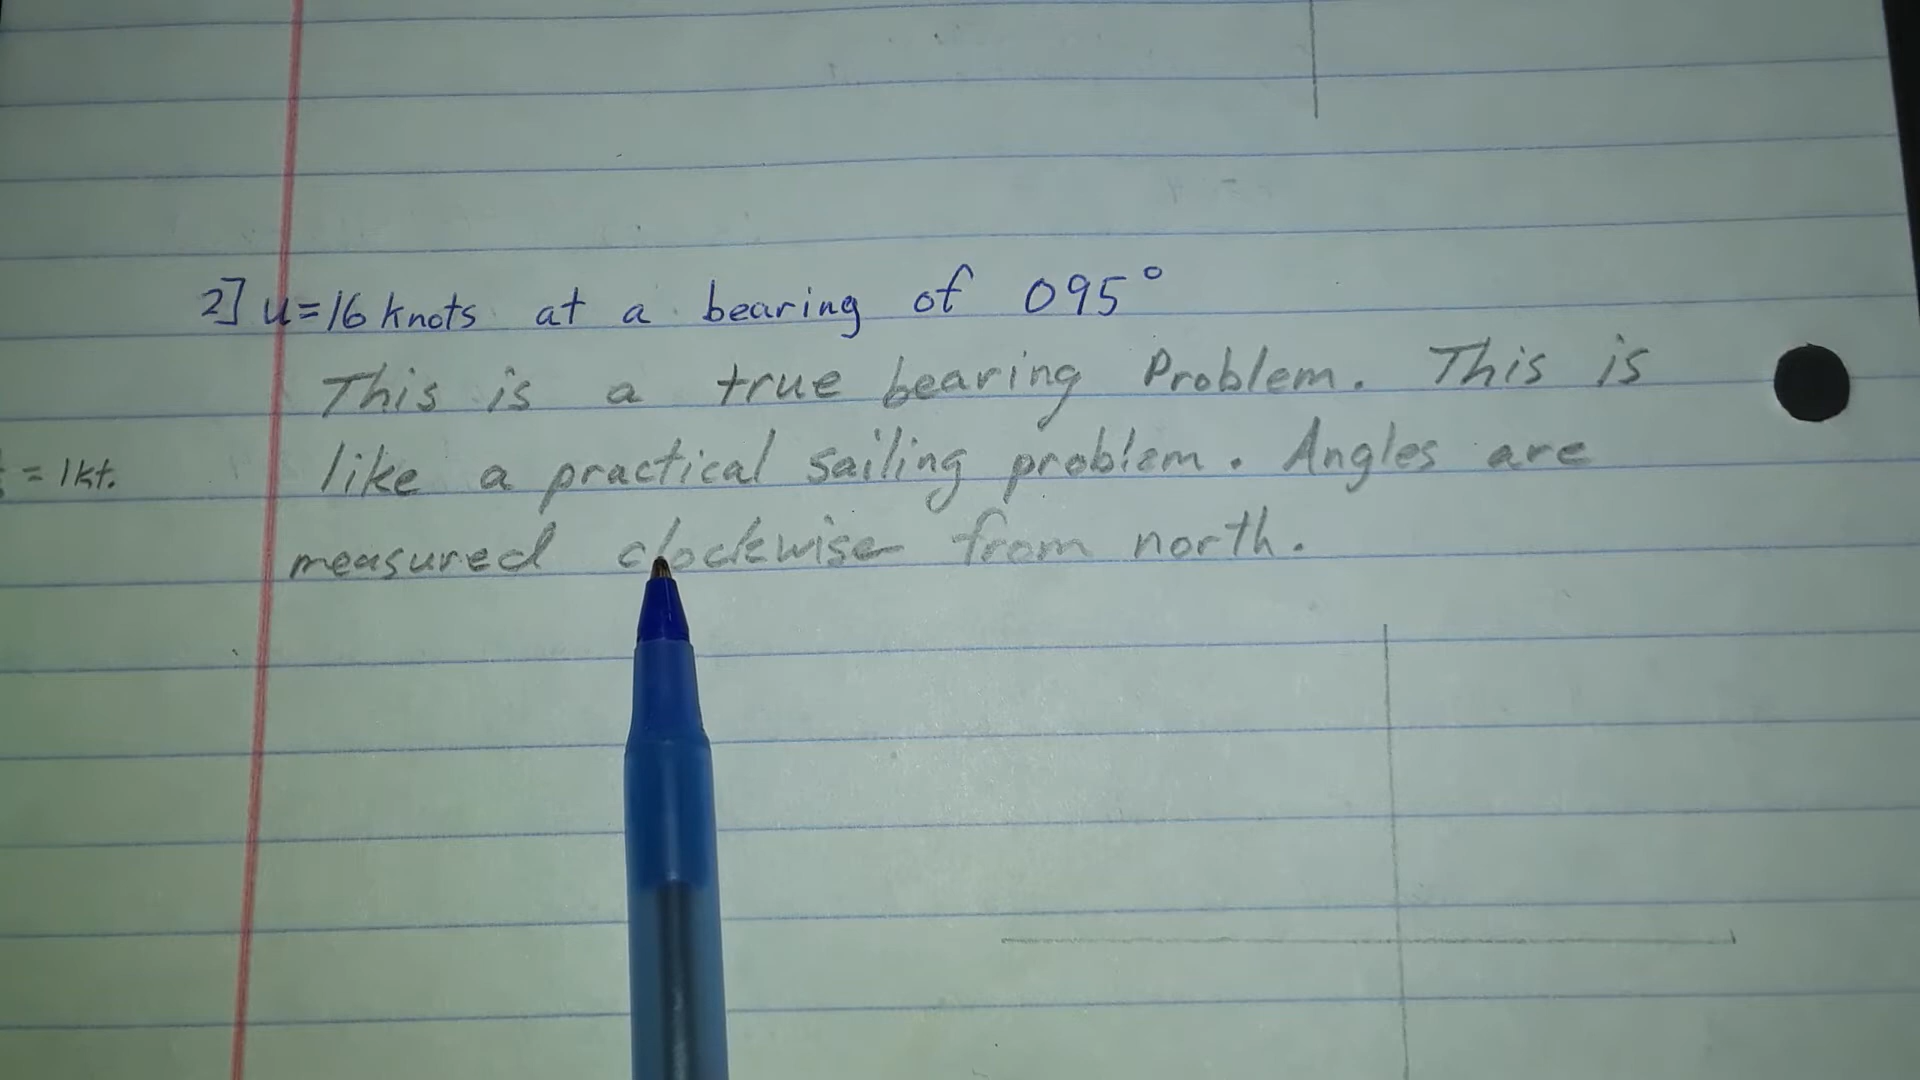 2] u=16 knots at a bearing of 095°
This is a true bearing Problem. This is
like a practical sailing problem. Angles are
= 1kt.
measured clockwise from north.